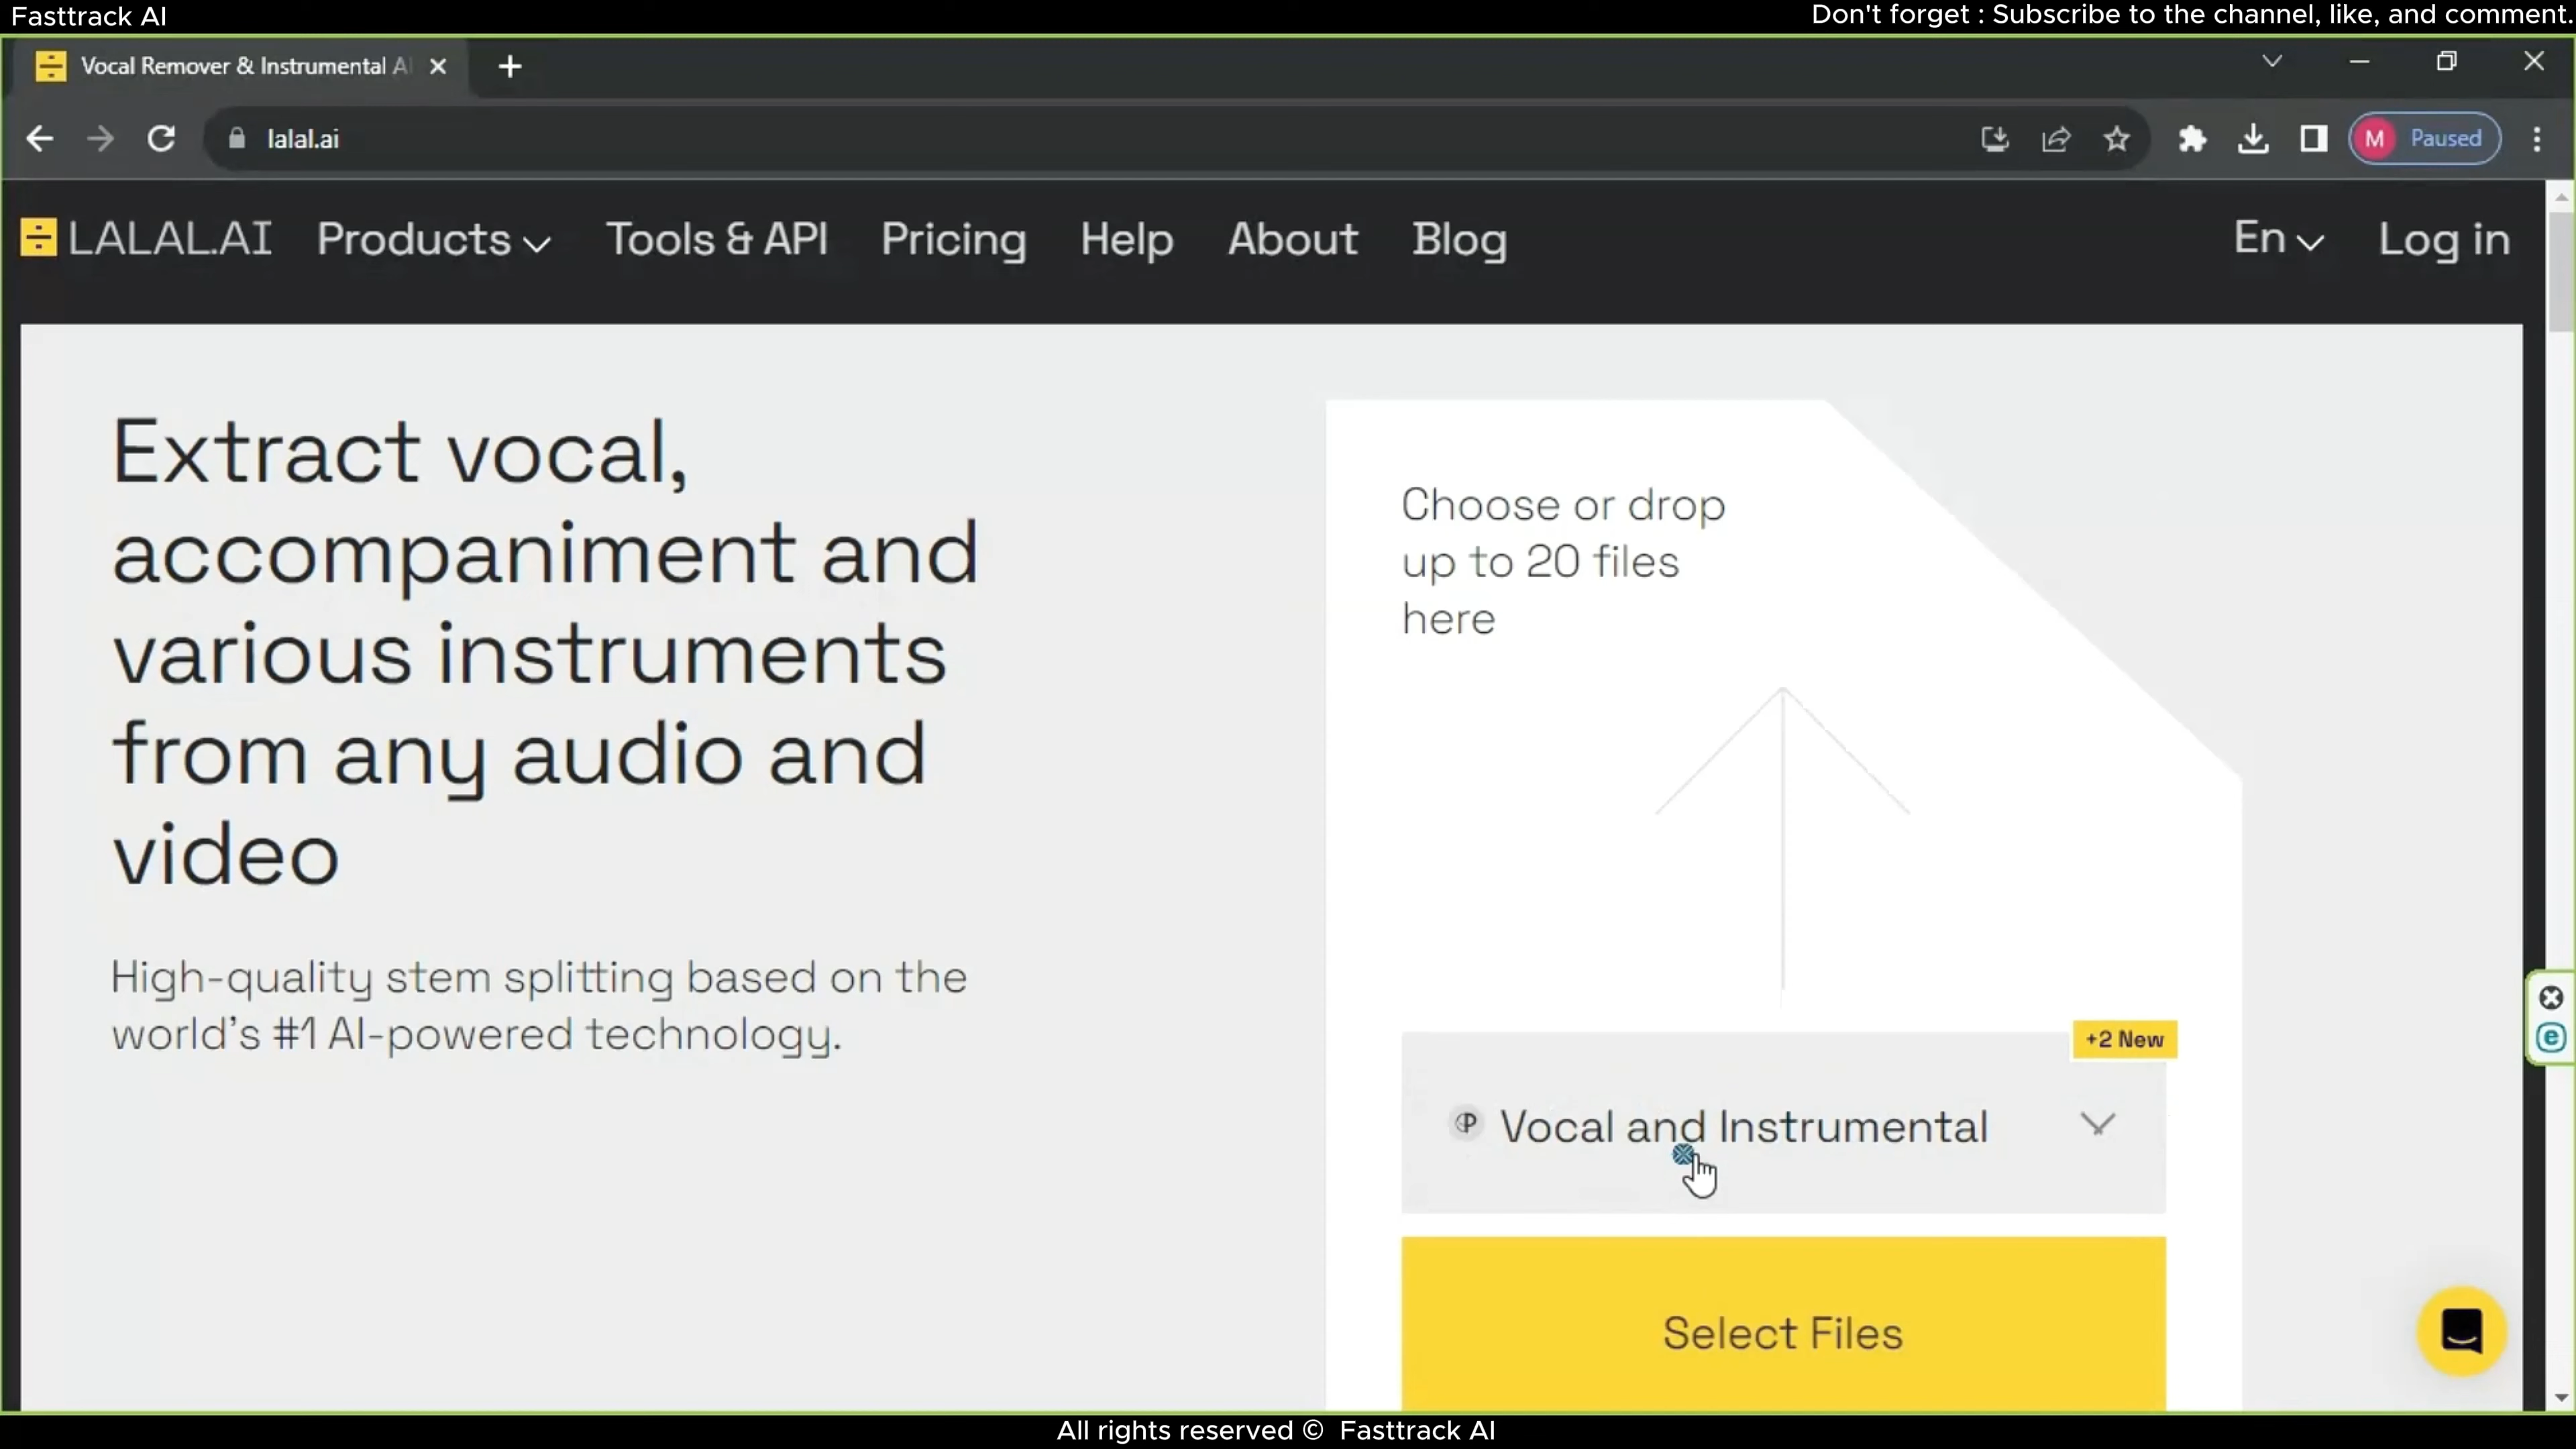 Fasttrack AI
Don't forget : Subscribe to the channel, like, and comment.
Vocal Remover & Instrumental AI
lalal.ai
M Paused
LALAL.AI Products Tools & API Pricing Help About Blog En Log in
Extract vocal,
accompaniment and
various instruments
from any audio and
video
High-quality stem splitting based on the
world's #1 AI-powered technology.
Choose or drop
up to 20 files
here
+2 New
Vocal and Instrumental
Select Files
All rights reserved © Fasttrack AI